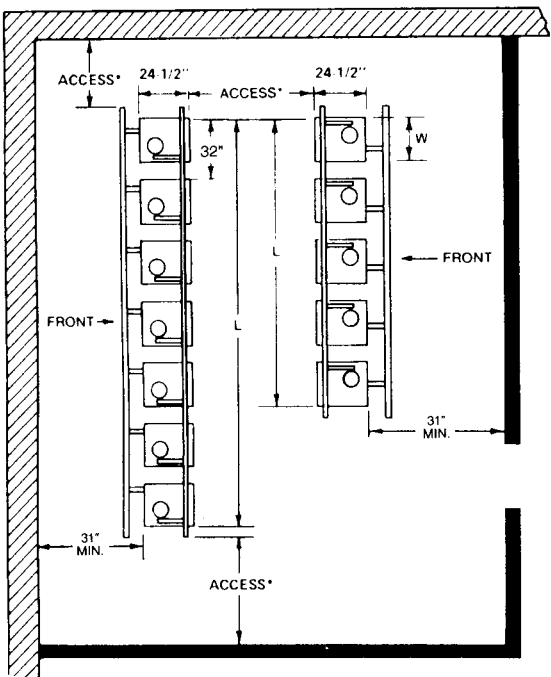 24-1/2" 24-1/2"
ACCESS* ACCESS*
32" W
L
FRONT
FRONT L
31"
MIN.
31"
MIN.
ACCESS*